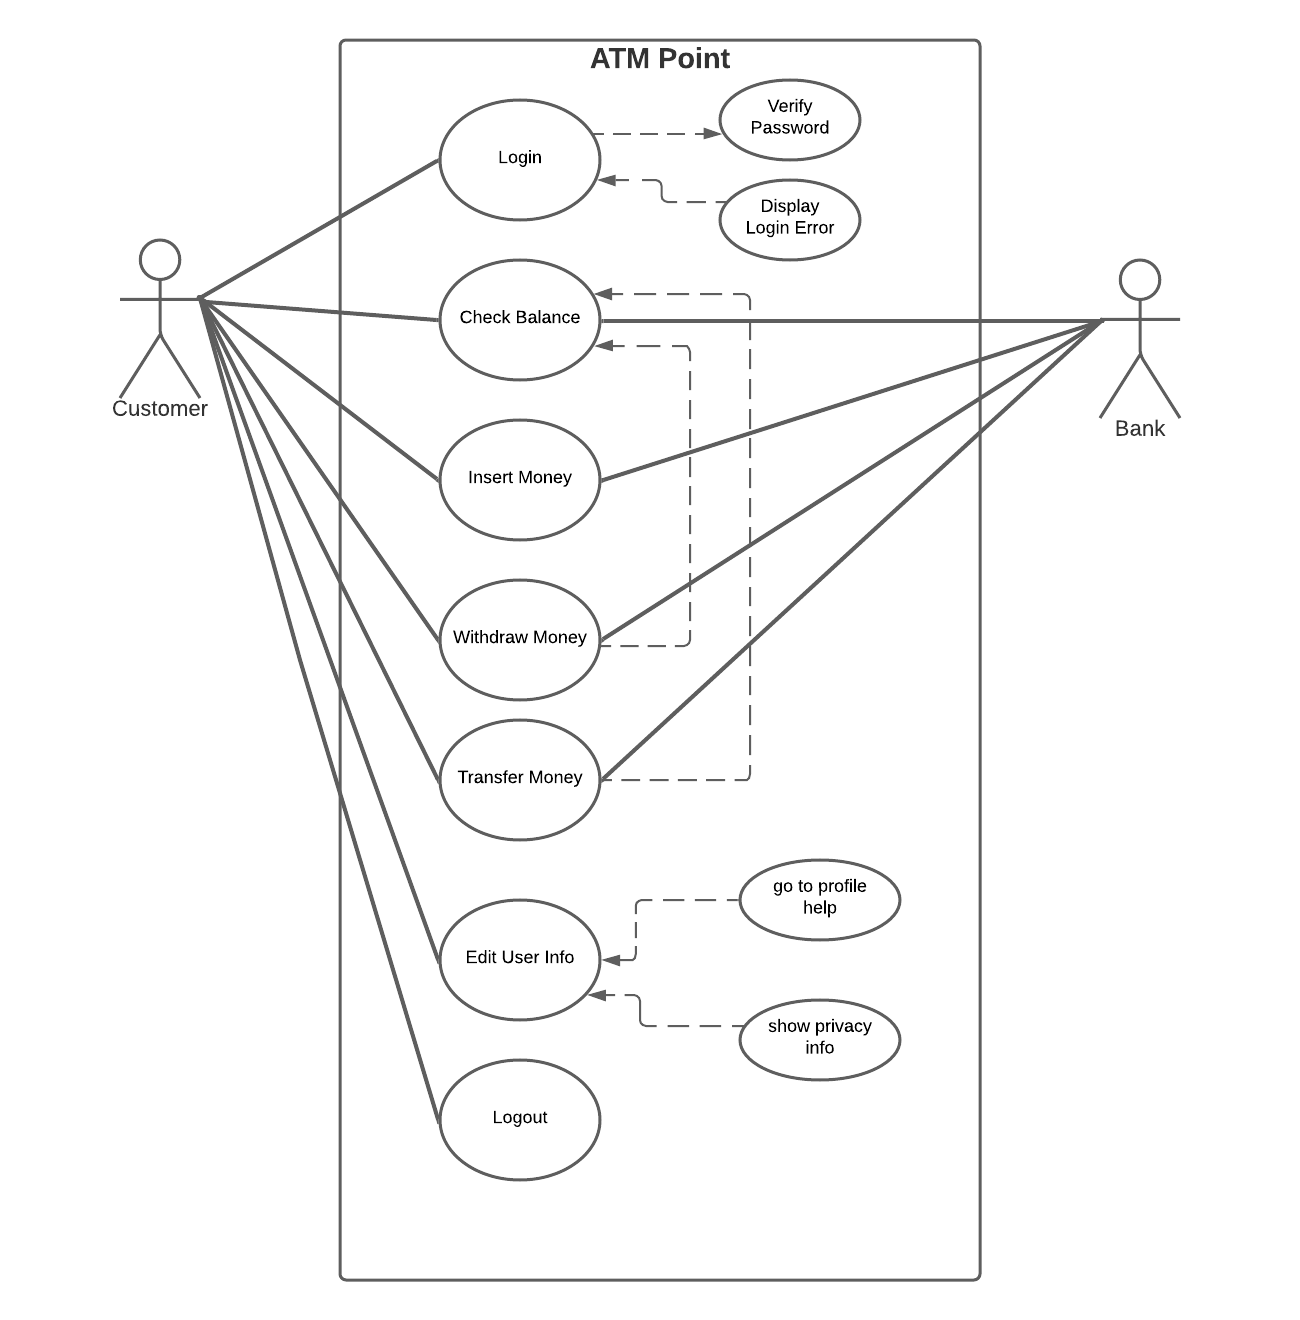 ATM Point
Login
Verify
Password
Display
Login Error
Check Balance
Customer
Bank
Insert Money
Withdraw Money
Transfer Money
go to profile
help
Edit User Info
show privacy
info
Logout